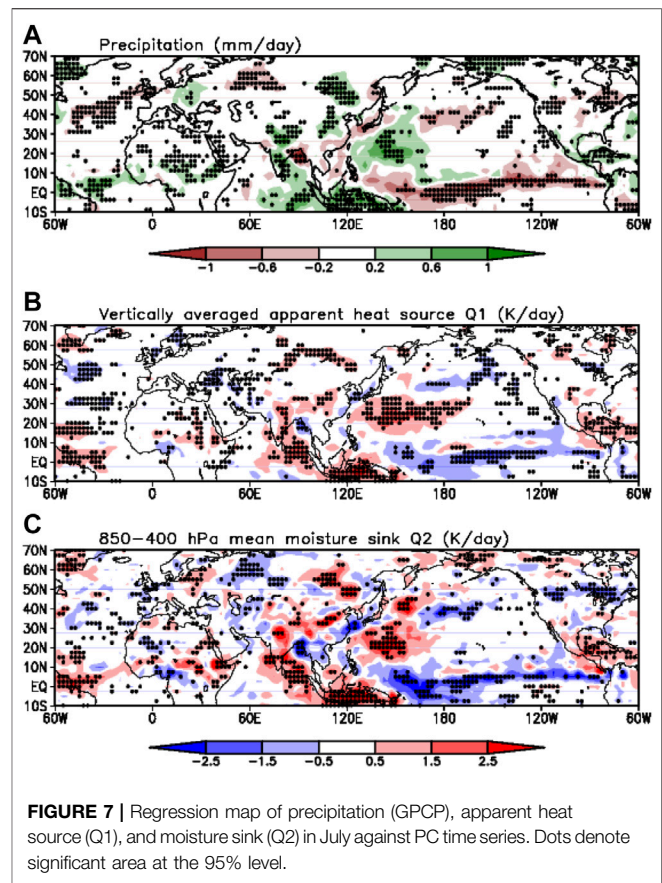 A
Precipitation (mm/day)
70N
60N
50N
40N
30N
20N
10N
EQ
10S
60W 0 60E 120E 180 120W 60W
-1 -0.6 -0.2 0.2 0.6 1
B
Vertically averaged apparent heat source Q1 (K/day)
70N
60N
50N
40N
30N
20N
10N
EQ
10S
60W 0 60E 120E 180 120W 60W
C
850-400 hPa mean moisture sink Q2 (K/day)
70N
60N
50N
40N
30N
20N
10N
EQ
10S
60W 0 60E 120E 180 120W 60W
-2.5 -1.5 -0.5 0.5 1.5 2.5
FIGURE 7 | Regression map of precipitation (GPCP), apparent heat
source (Q1), and moisture sink (Q2) in July against PC time series. Dots denote
significant area at the 95% level.